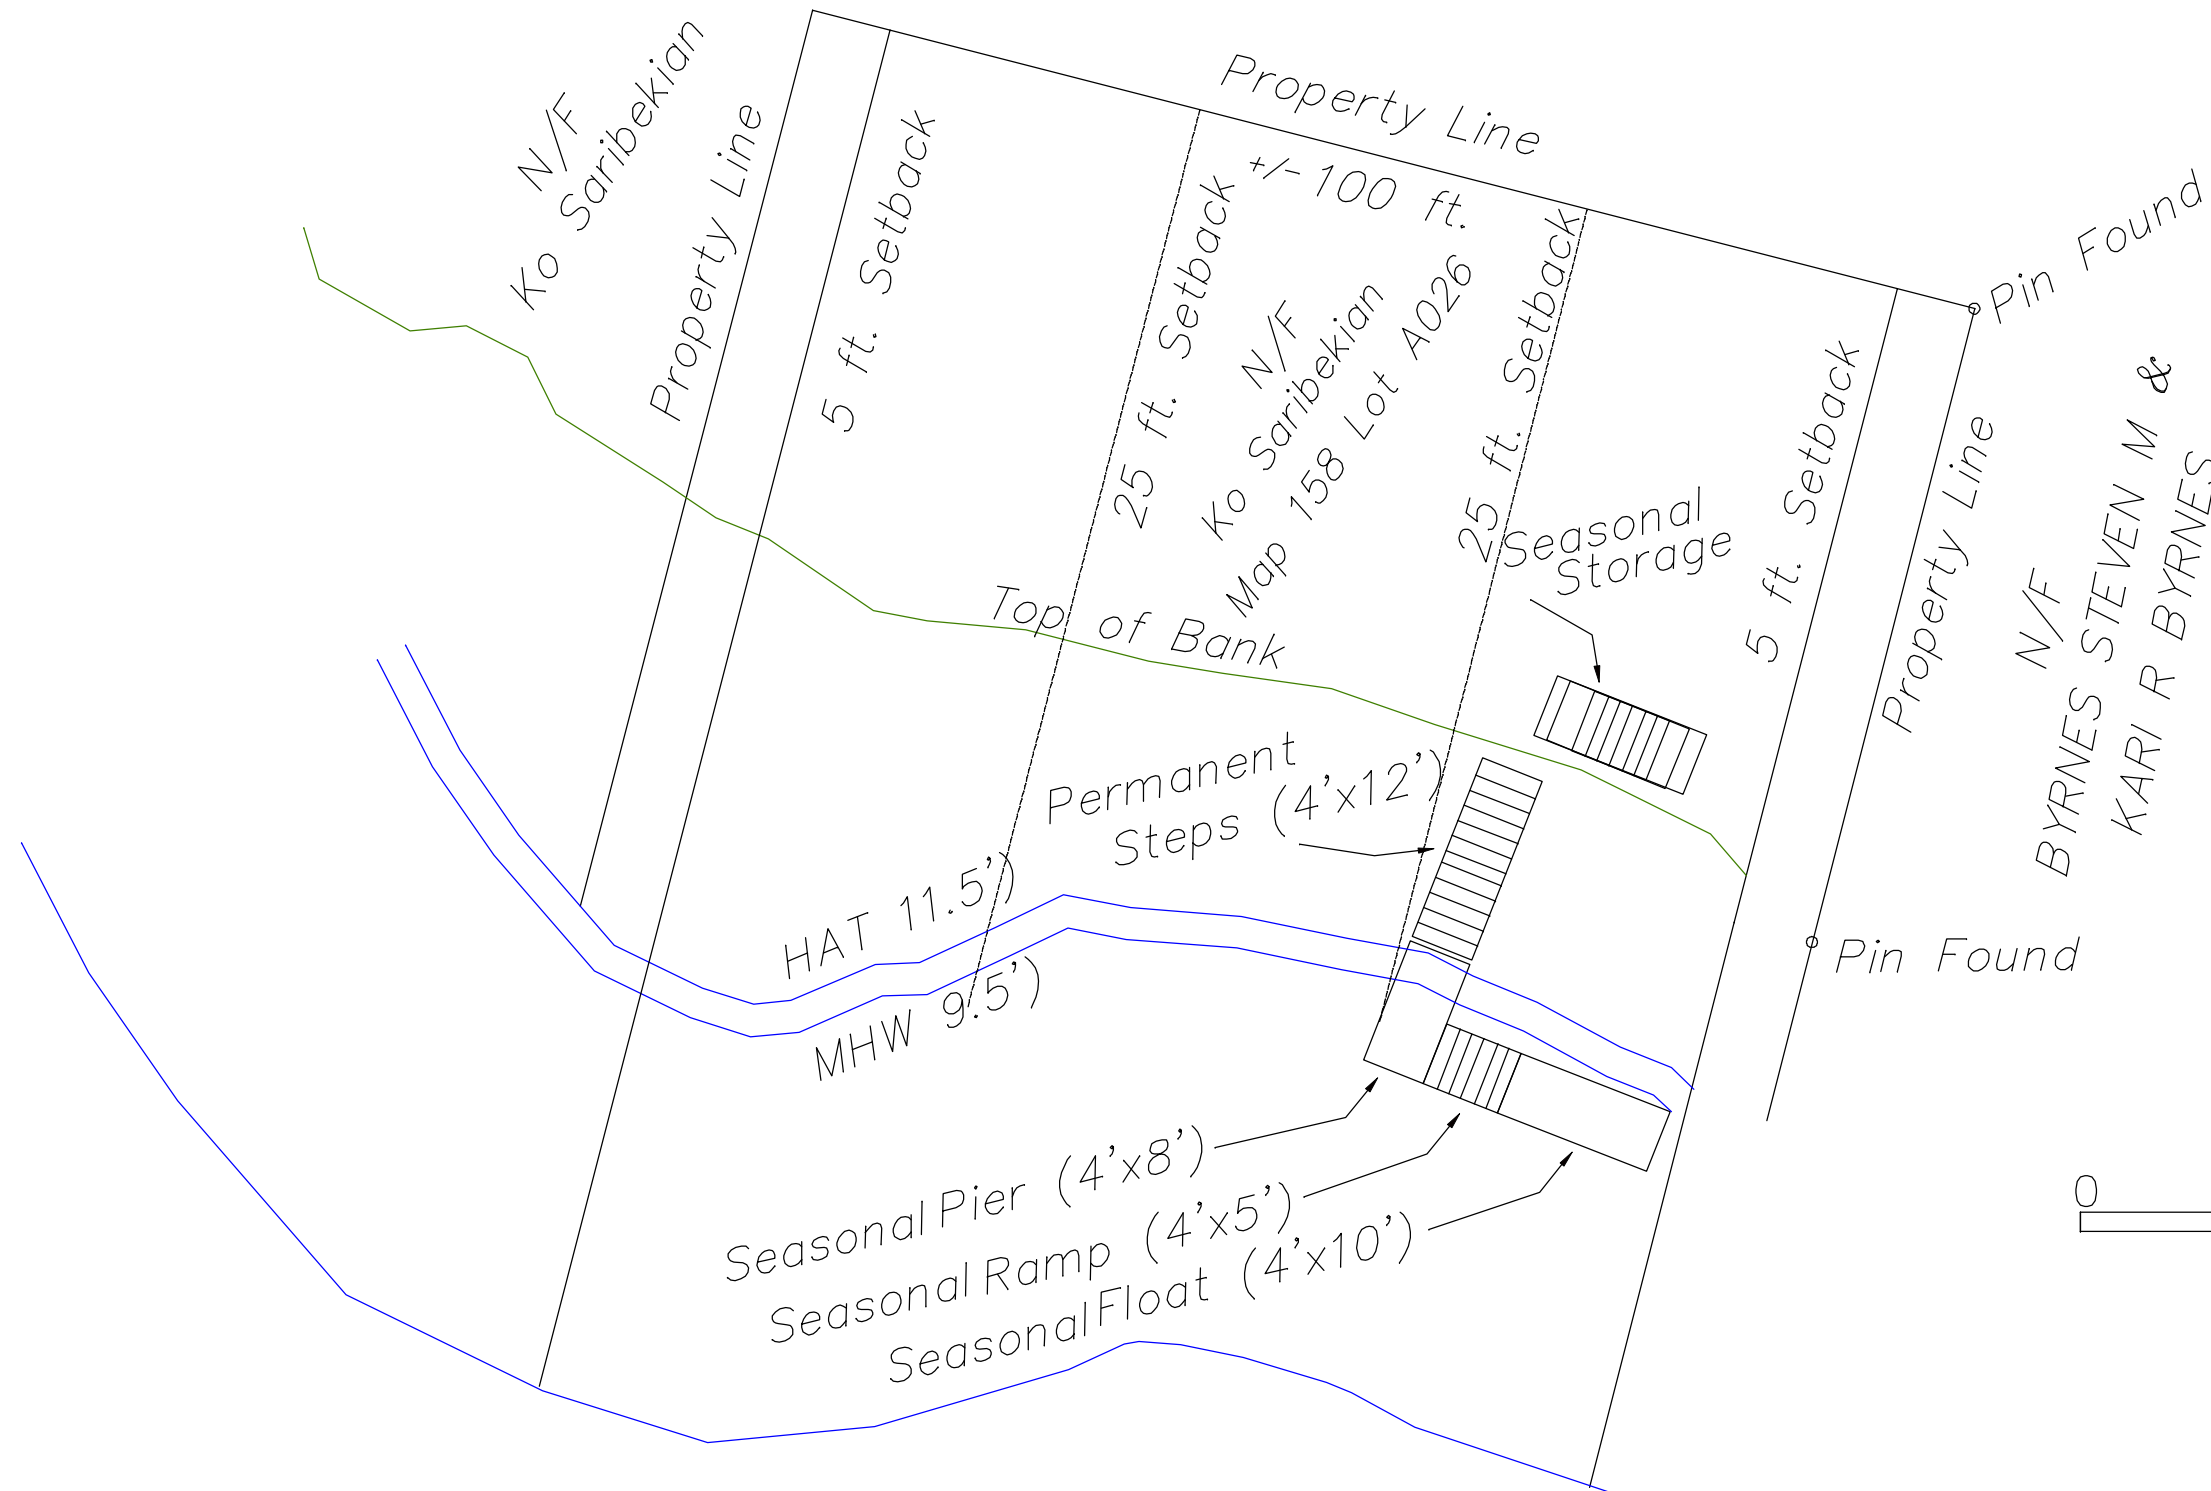 N/F
Ko Saribekian
Property Line
5 ft. Setback
Property Line
+/- 100 ft.
25 ft. Setback
N/F
Ko Saribekian
Map 158 Lot A026
25 ft. Setback
Pin Found
Seasonal
Storage
5 ft. Setback
Property Line
N/F
BYRNES STEVEN M &
KARI R BYRNES
Top of Bank
Permanent
Steps (4'x12')
HAT 11.5')
MHW 9.5')
Pin Found
Seasonal Pier (4'x8')
Seasonal Ramp (4'x5')
Seasonal Float (4'x10')
0